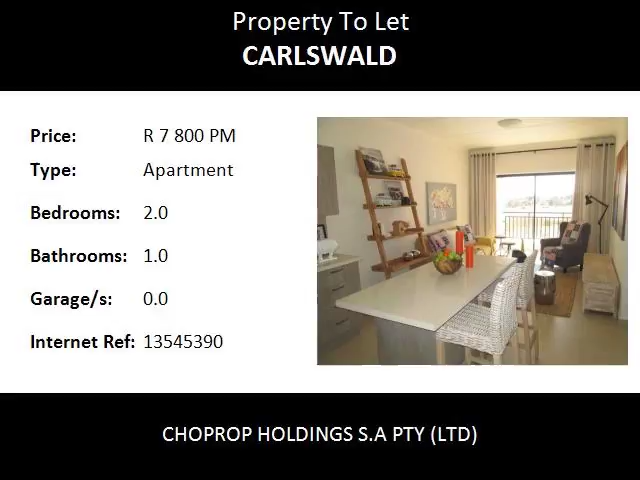 Property To Let
CARLSWALD
Price: R 7 800 PM
Type: Apartment
Bedrooms: 2.0
Bathrooms: 1.0
Garage/s: 0.0
Internet Ref: 13545390
CHOPROP HOLDINGS S.A PTY (LTD)